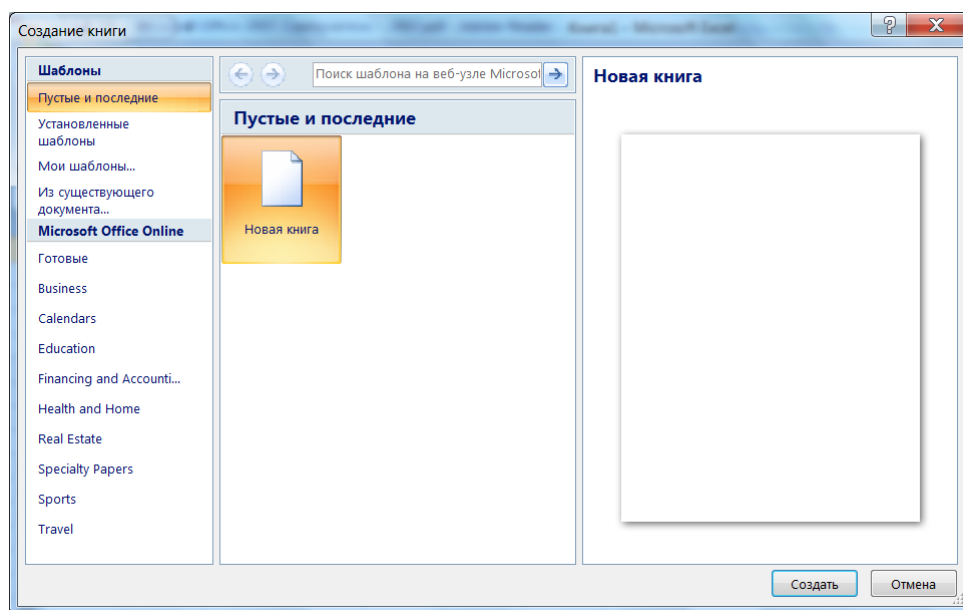 Создание книги
Шаблоны
Пустые и последние
Установленные
шаблоны
Мои шаблоны...
Из существующего
документа...
Microsoft Office Online
Готовые
Business
Calendars
Education
Financing and Accounti...
Health and Home
Real Estate
Specialty Papers
Sports
Travel
Поиск шаблона на веб-узле Microsof
Пустые и последние
Новая книга
Новая книга
Создать
Отмена